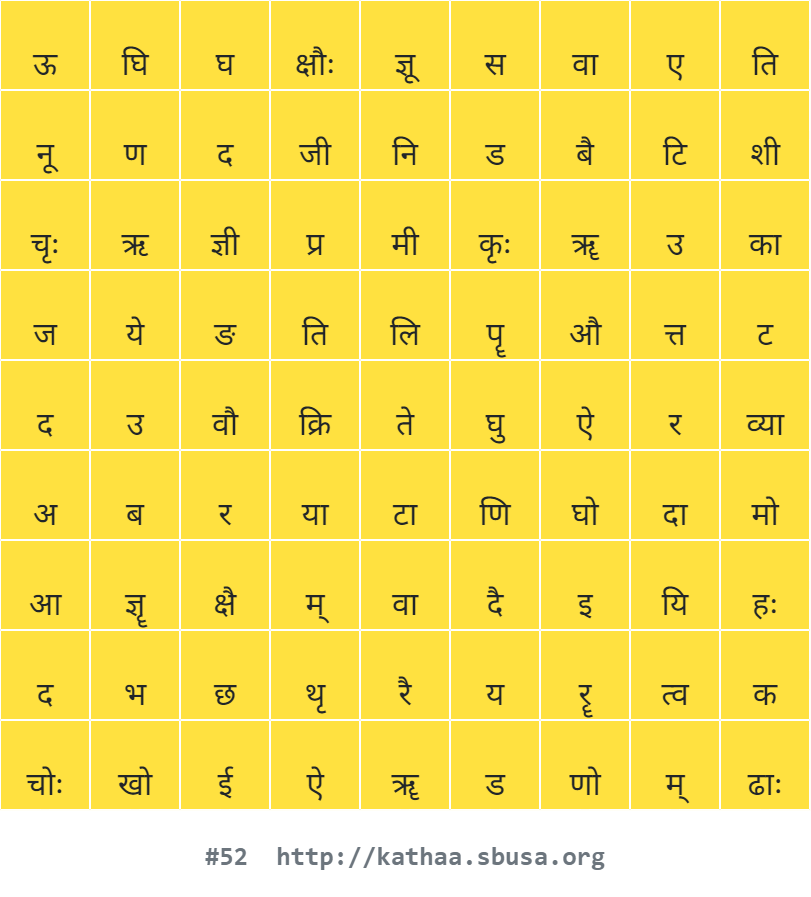 ऊ घि घ क्षौः ज्ञू स वा ए ति
नू ण द जी नि ड बै टि शी
चृः ऋ ज्ञी प्र मी कृः ॠ उ का
ज ये ङ ति लि पॄ औ त्त ट
द उ वौ क्रि ते घु ऐ र व्या
अ ब र या टा णि घो दा मो
आ ज्ञॄ क्षै म् वा दै इ यि हः
द भ छ थृ रै य रॄ त्व क
चोः खो ई ऐ ॠ ड णो म् ढाः
#52 http://kathaa.sbusa.org